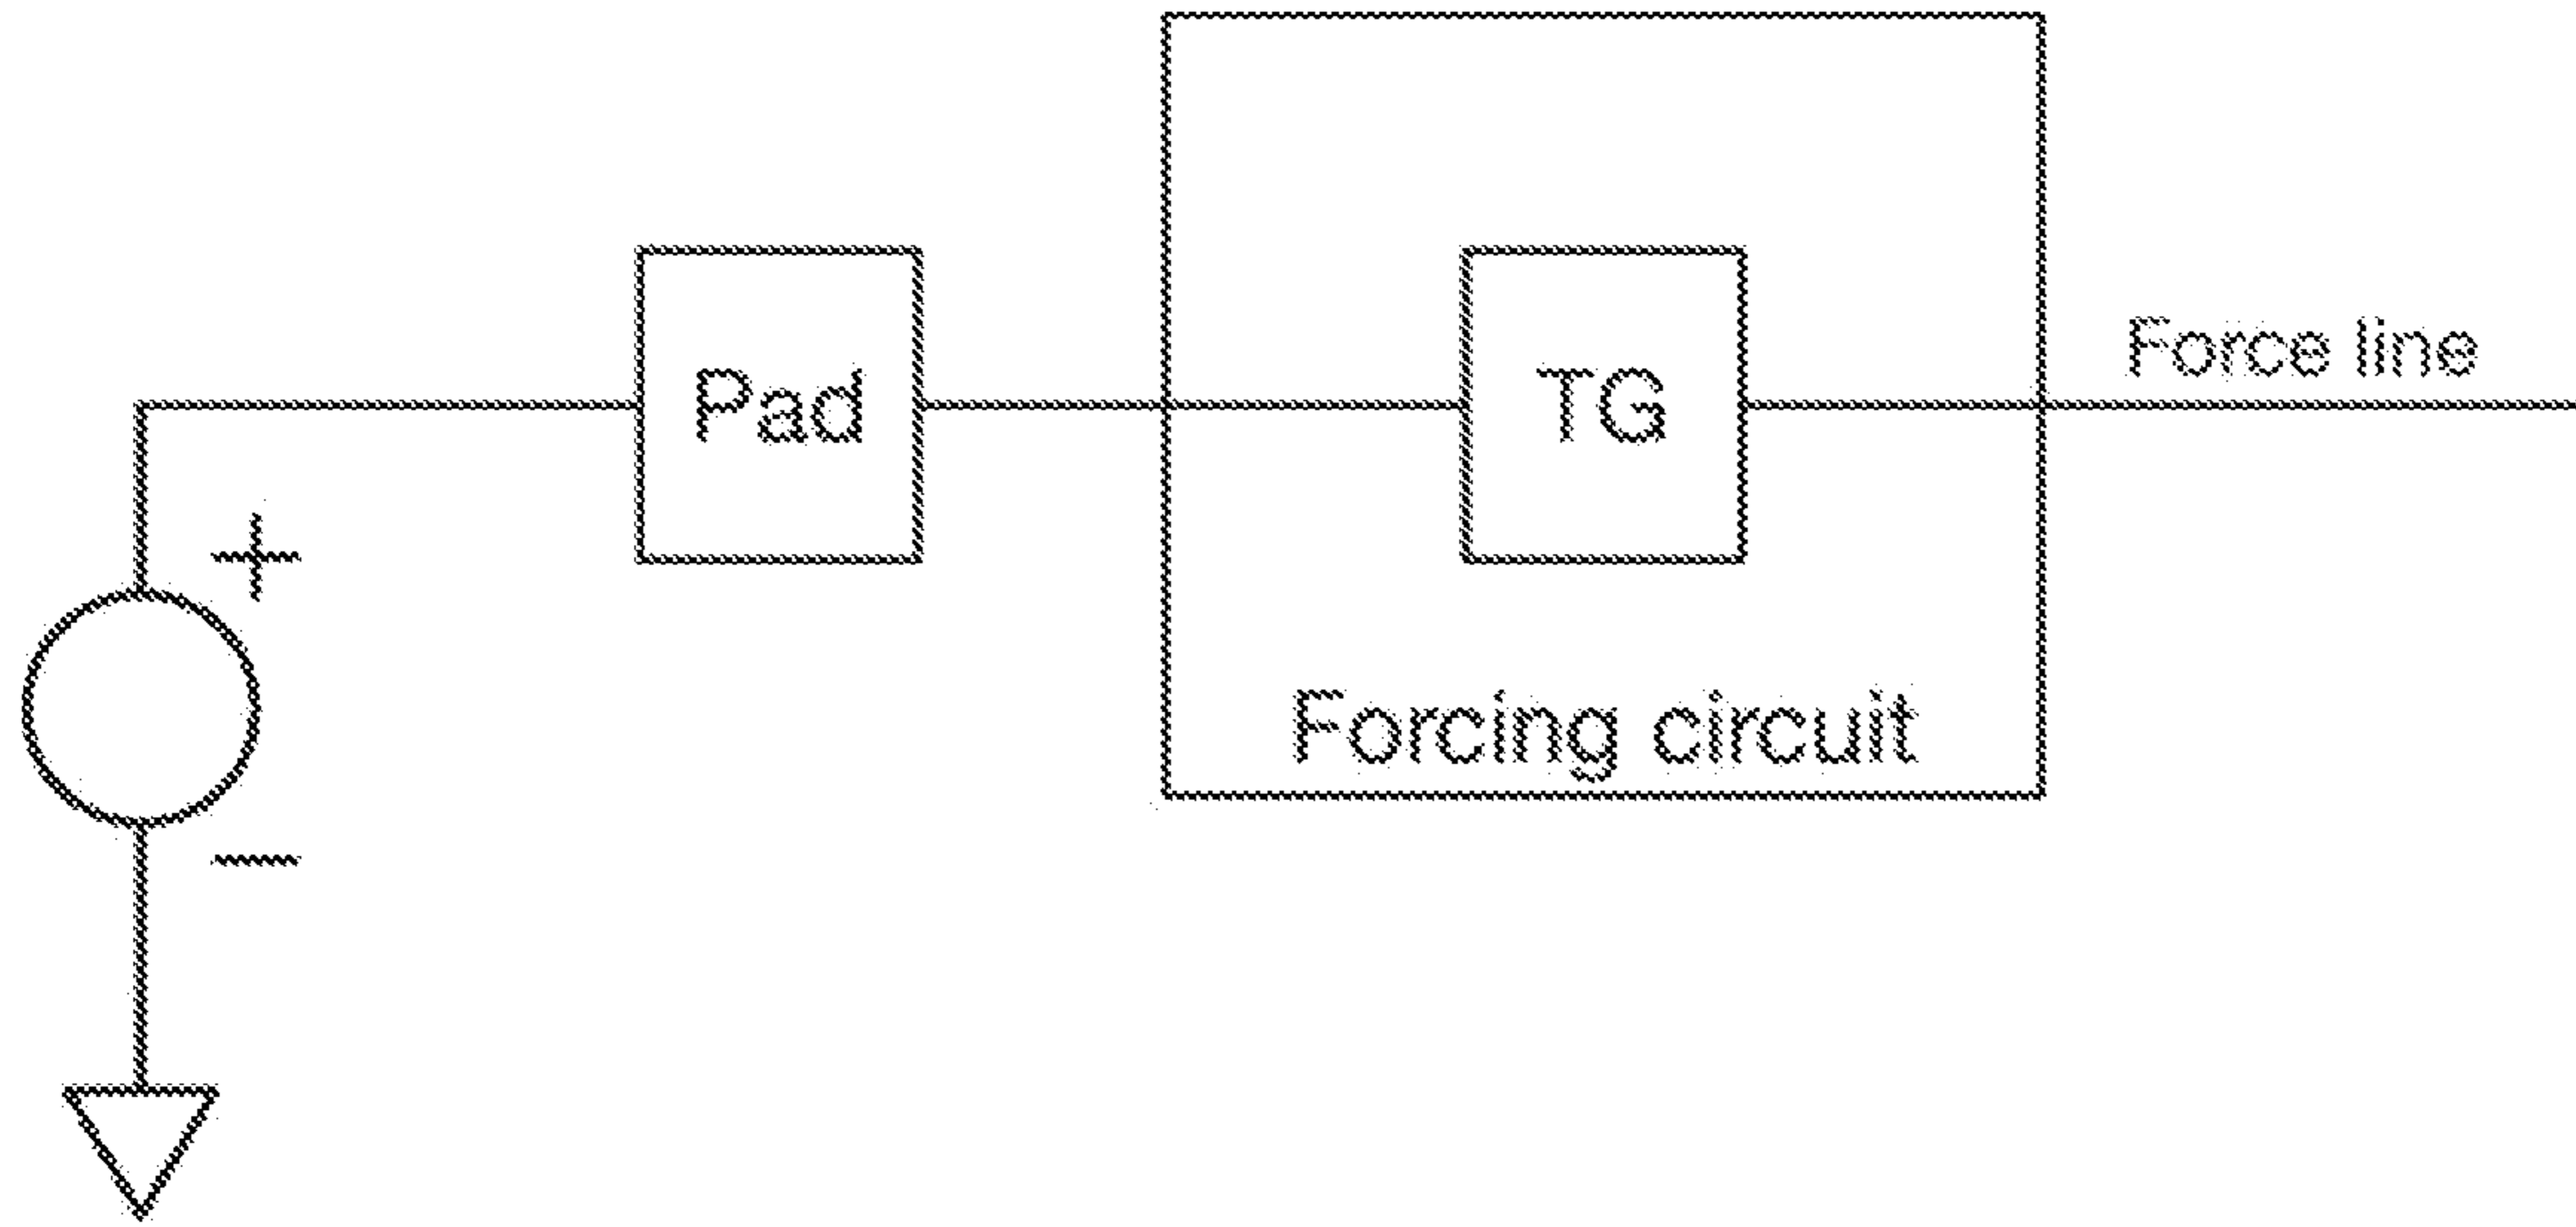 Force line
Pad
TG
+
Forcing circuit
−